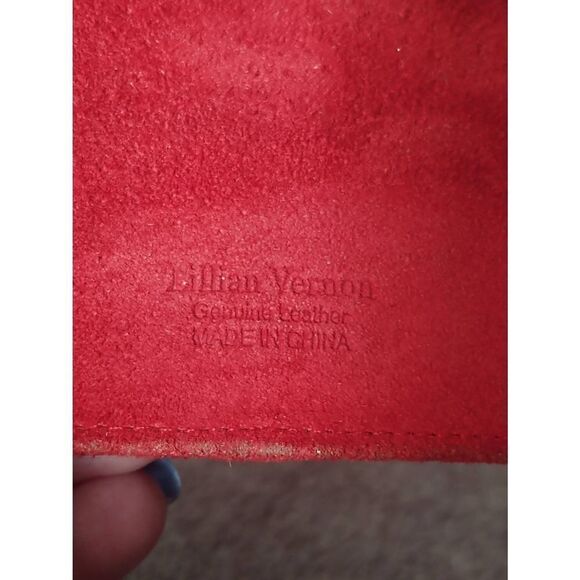 Lillian Vernon
Genuine Leather
MADE IN CHINA